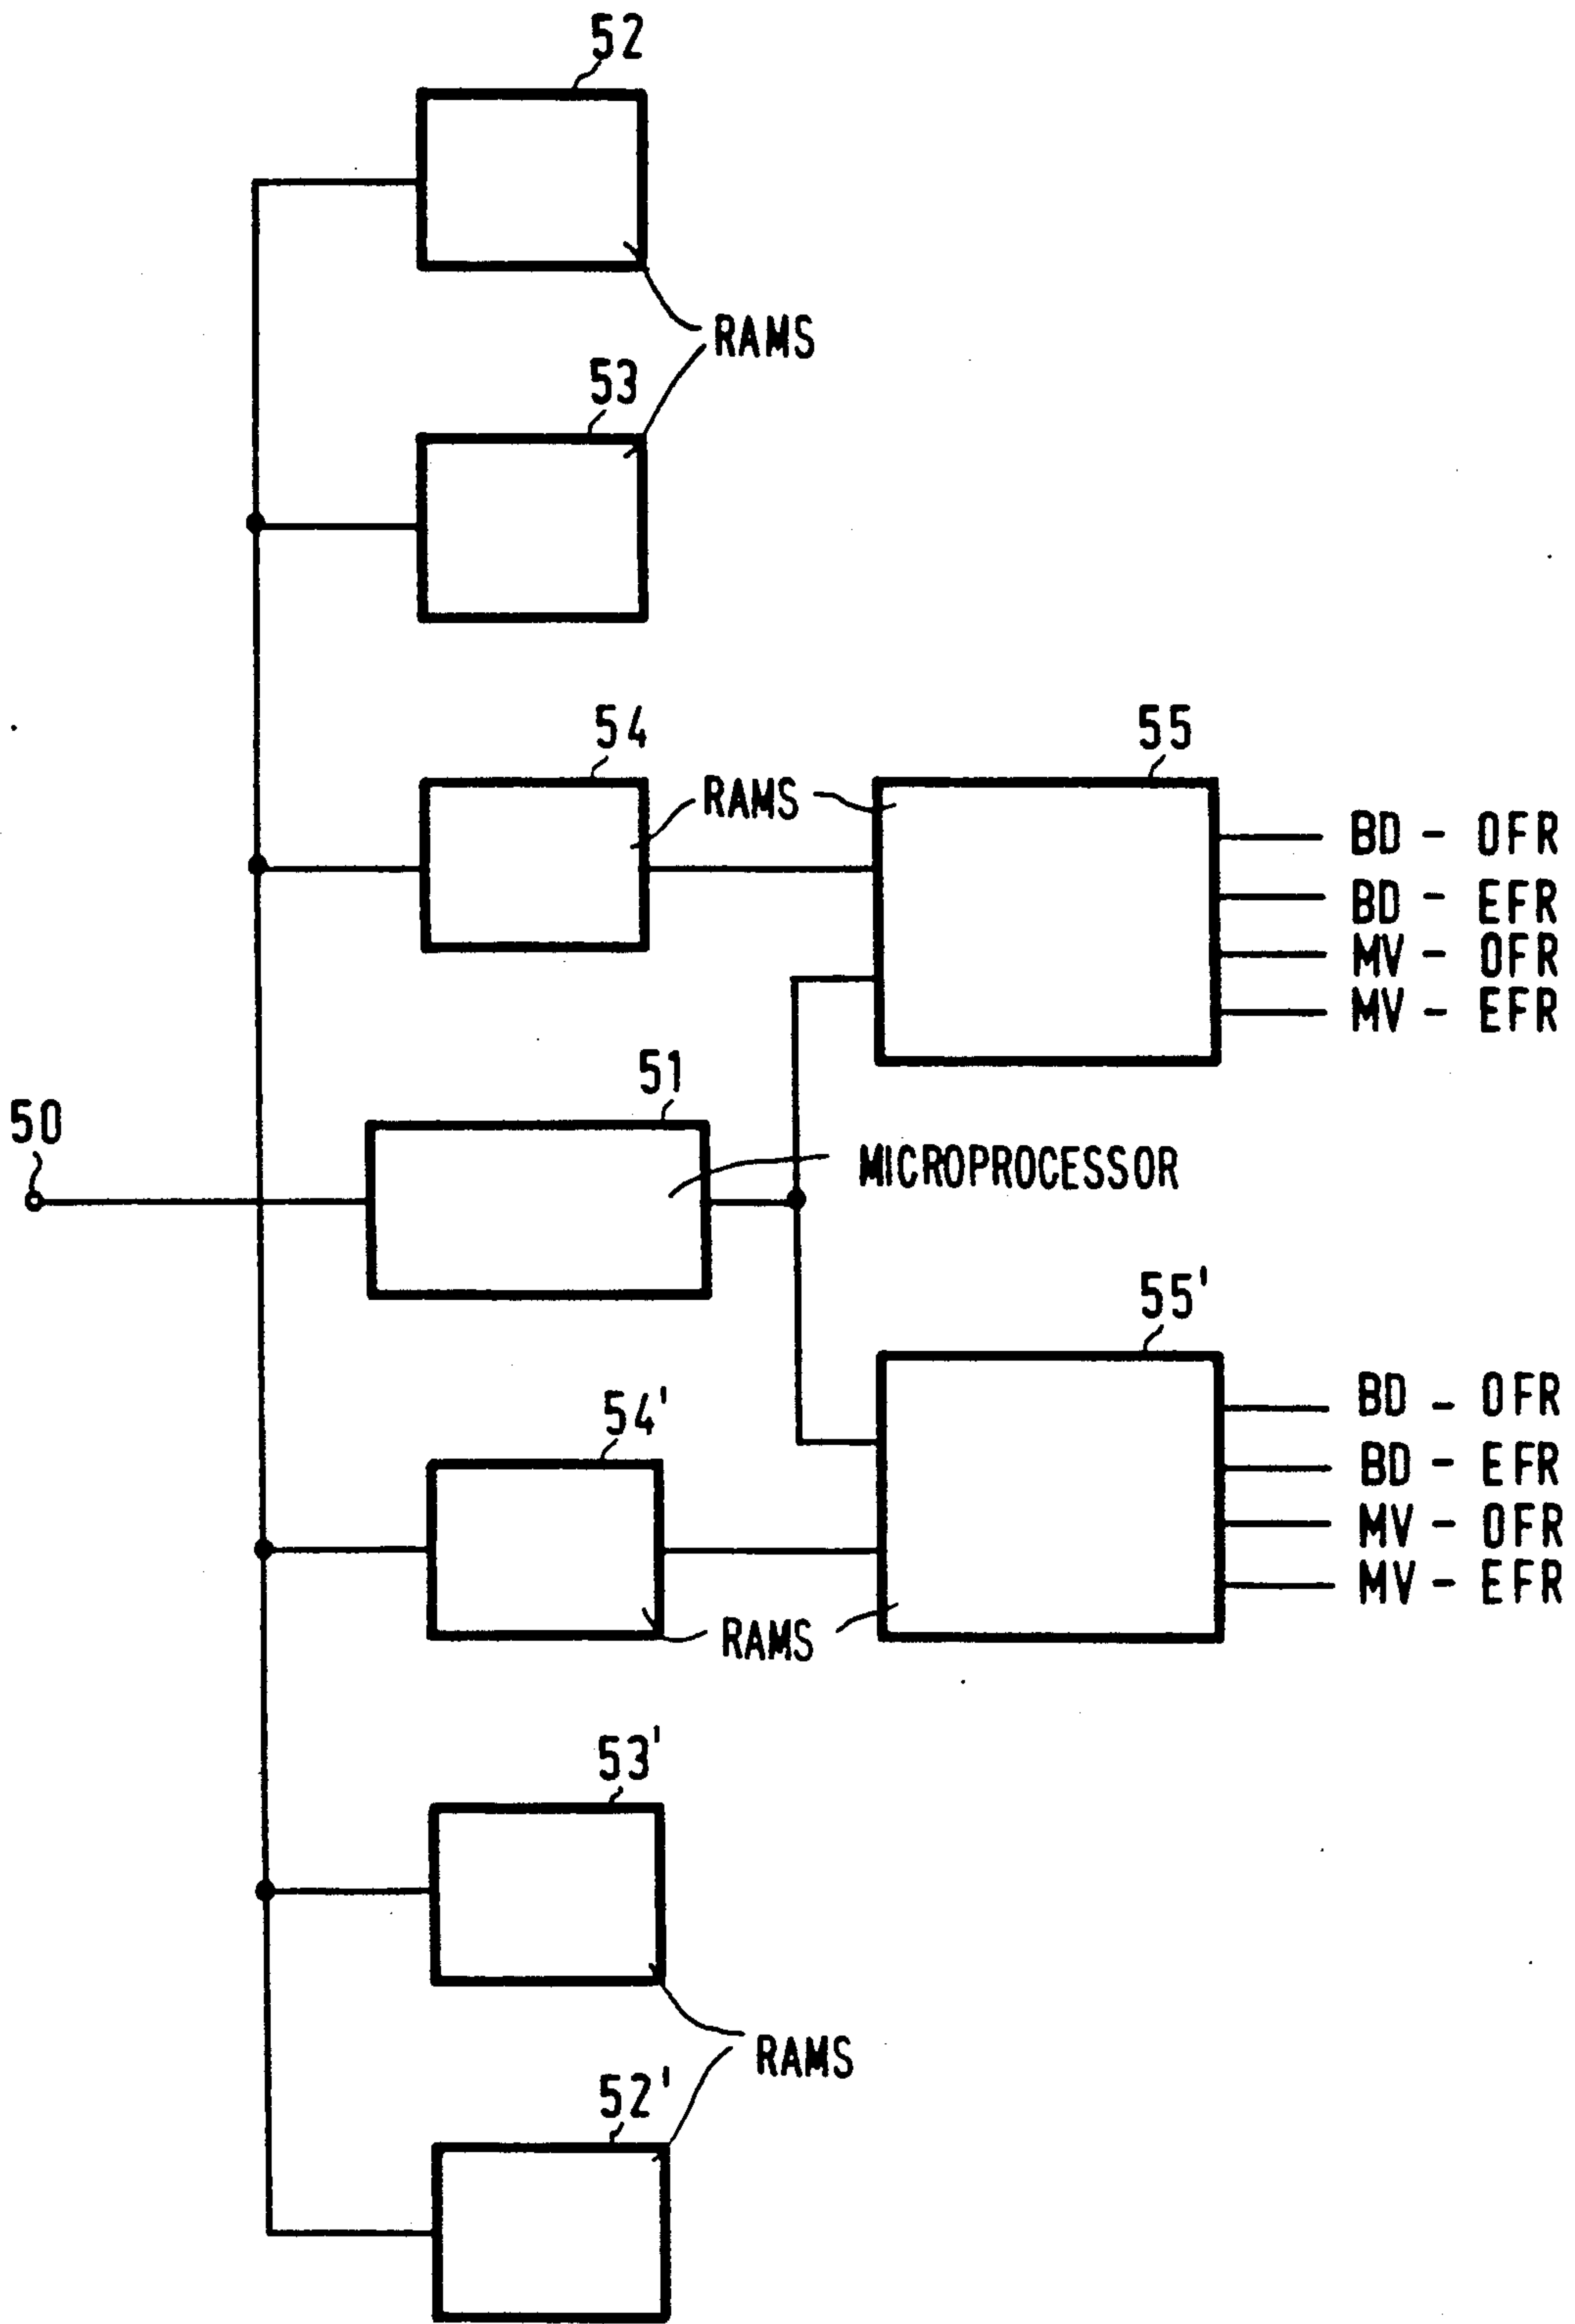 52
RAMS
53
54
RAMS
55
BD - OFR
BD - EFR
MV - OFR
MV - EFR
51
50
MICROPROCESSOR
55'
BD - OFR
BD - EFR
MV - OFR
MV - EFR
54'
RAMS
53'
RAMS
52'